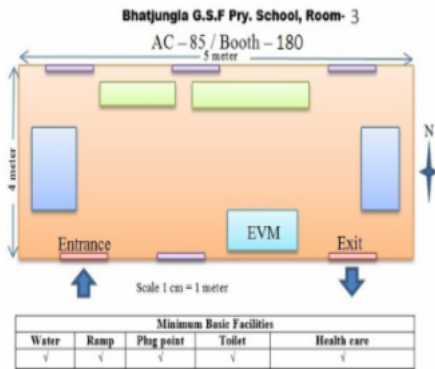 Bhatjungla G.S.F Pry. School, Room- 3
AC – 85 / Booth – 180
5 meter
4 meter
N
EVM
Entrance
Exit
Scale 1 cm = 1 meter
Minimum Basic Facilities
Water Ramp Plug point Toilet Health care
√ √ √ √ √